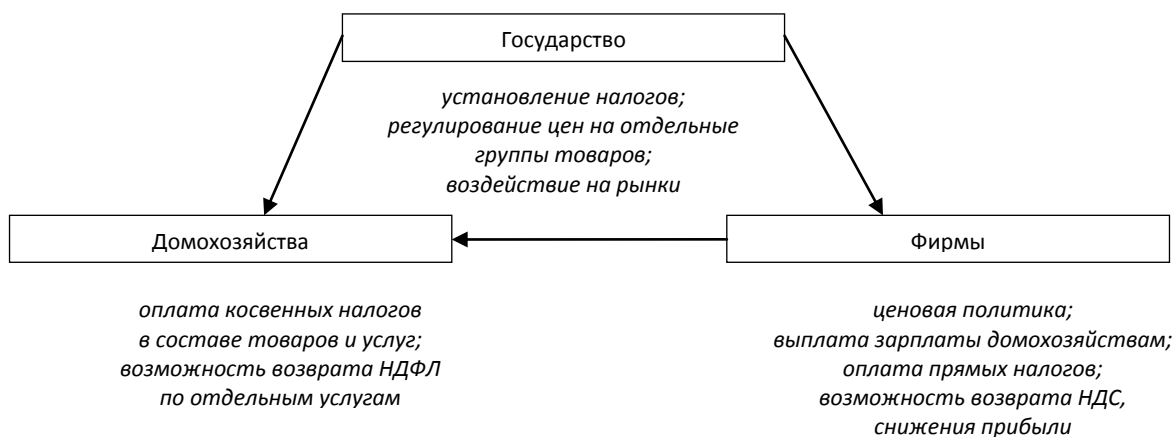 Государство
установление налогов;
регулирование цен на отдельные
группы товаров;
воздействие на рынки
Домохозяйства
Фирмы
оплата косвенных налогов
в составе товаров и услуг;
возможность возврата НДФЛ
по отдельным услугам
ценовая политика;
выплата зарплаты домохозяйствам;
оплата прямых налогов;
возможность возврата НДС,
снижения прибыли